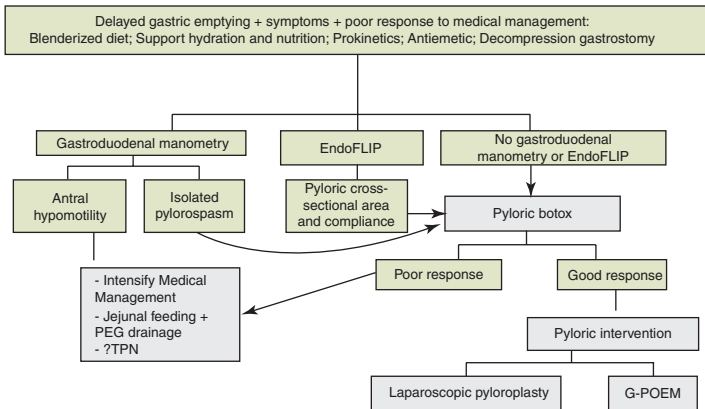 Delayed gastric emptying + symptoms + poor response to medical management:
Blenderized diet; Support hydration and nutrition; Prokinetics; Antiemetic; Decompression gastrostomy
Gastroduodenal manometry
EndoFLIP
No gastroduodenal
manometry or EndoFLIP
Antral
hypomotility
Isolated
pylorospasm
Pyloric cross-
sectional area
and compliance
Pyloric botox
Poor response
Good response
- Intensify Medical
Management
- Jejunal feeding +
PEG drainage
- ?TPN
Pyloric intervention
Laparoscopic pyloroplasty
G-POEM